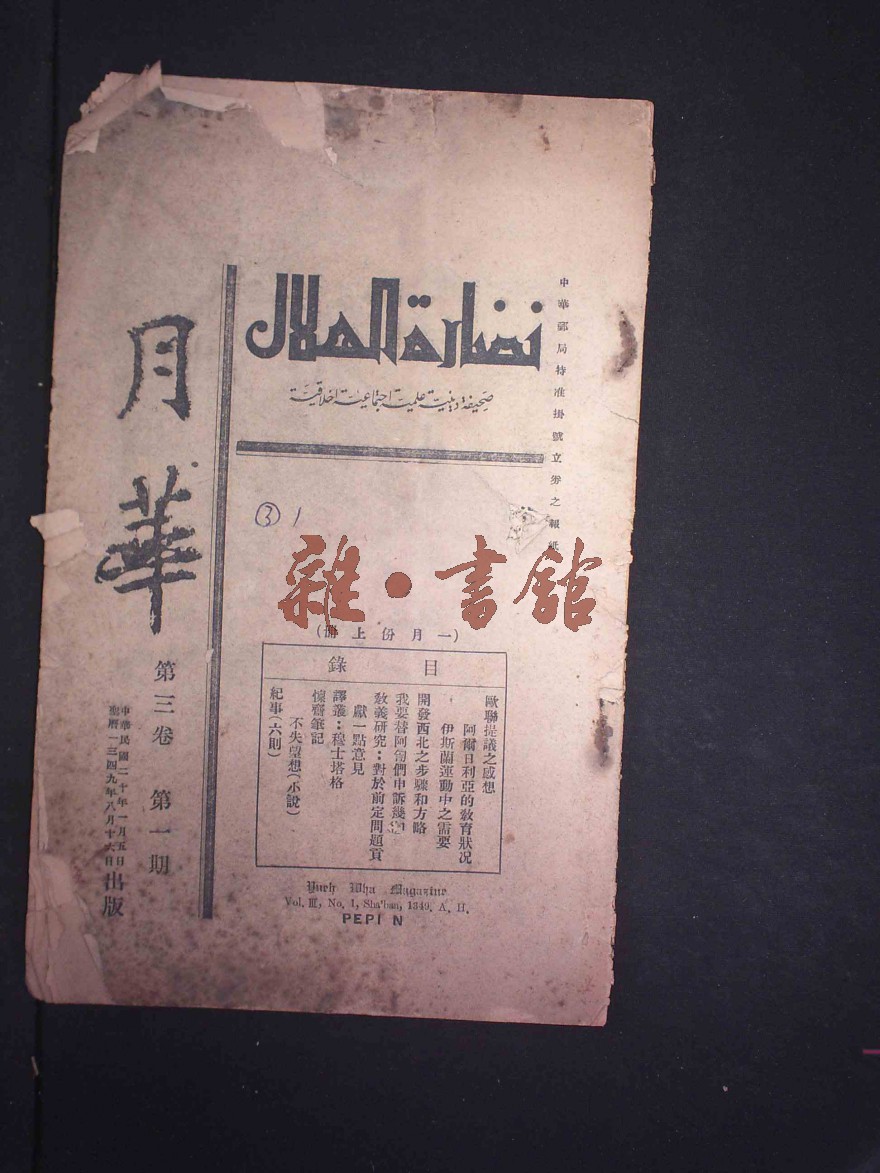 中華郵局特准掛號立券之報紙
نضارة الهلال
صحيفة دينية علمية اجتماعية اخلاقية
月華
第三卷 第一期
中華民國二十年一月五日
聖曆一三四九年八月十六日
出版
③ 1
雜·書館
(一月份上冊)
目錄
歐聯提議之感想
阿爾日利亞的教育狀况
伊斯蘭運動中之需要
開發西北之步驟和方略
我要替阿訇們申訴幾
教義研究：對於前定問題貢
獻一點意見
譯叢：穆士塔格
懷齋筆記
不失望想(小說)
紀事(六則)
Yueh Wha Magazine
Vol. III, No. 1, Sha'ban, 1349. A. H.
PEPIN